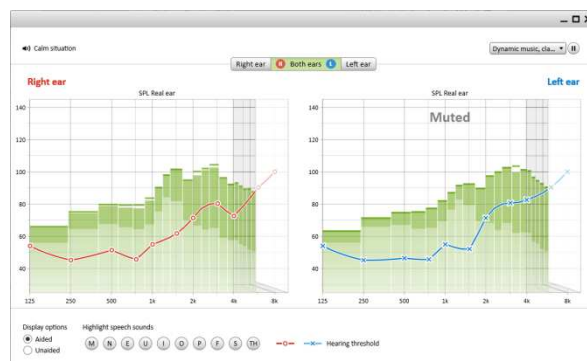 Calm situation
Dynamic music, cla...
Right ear R Both ears L Left ear
Right ear
Left ear
SPL Real ear
SPL Real ear
Muted
140
120
100
80
60
40
125 250 500 1k 2k 4k 8k
140
120
100
80
60
40
125 250 500 1k 2k 4k 8k
Display options
Highlight speech sounds
Aided
Unaided
M N E U I O P F S TH
Hearing threshold